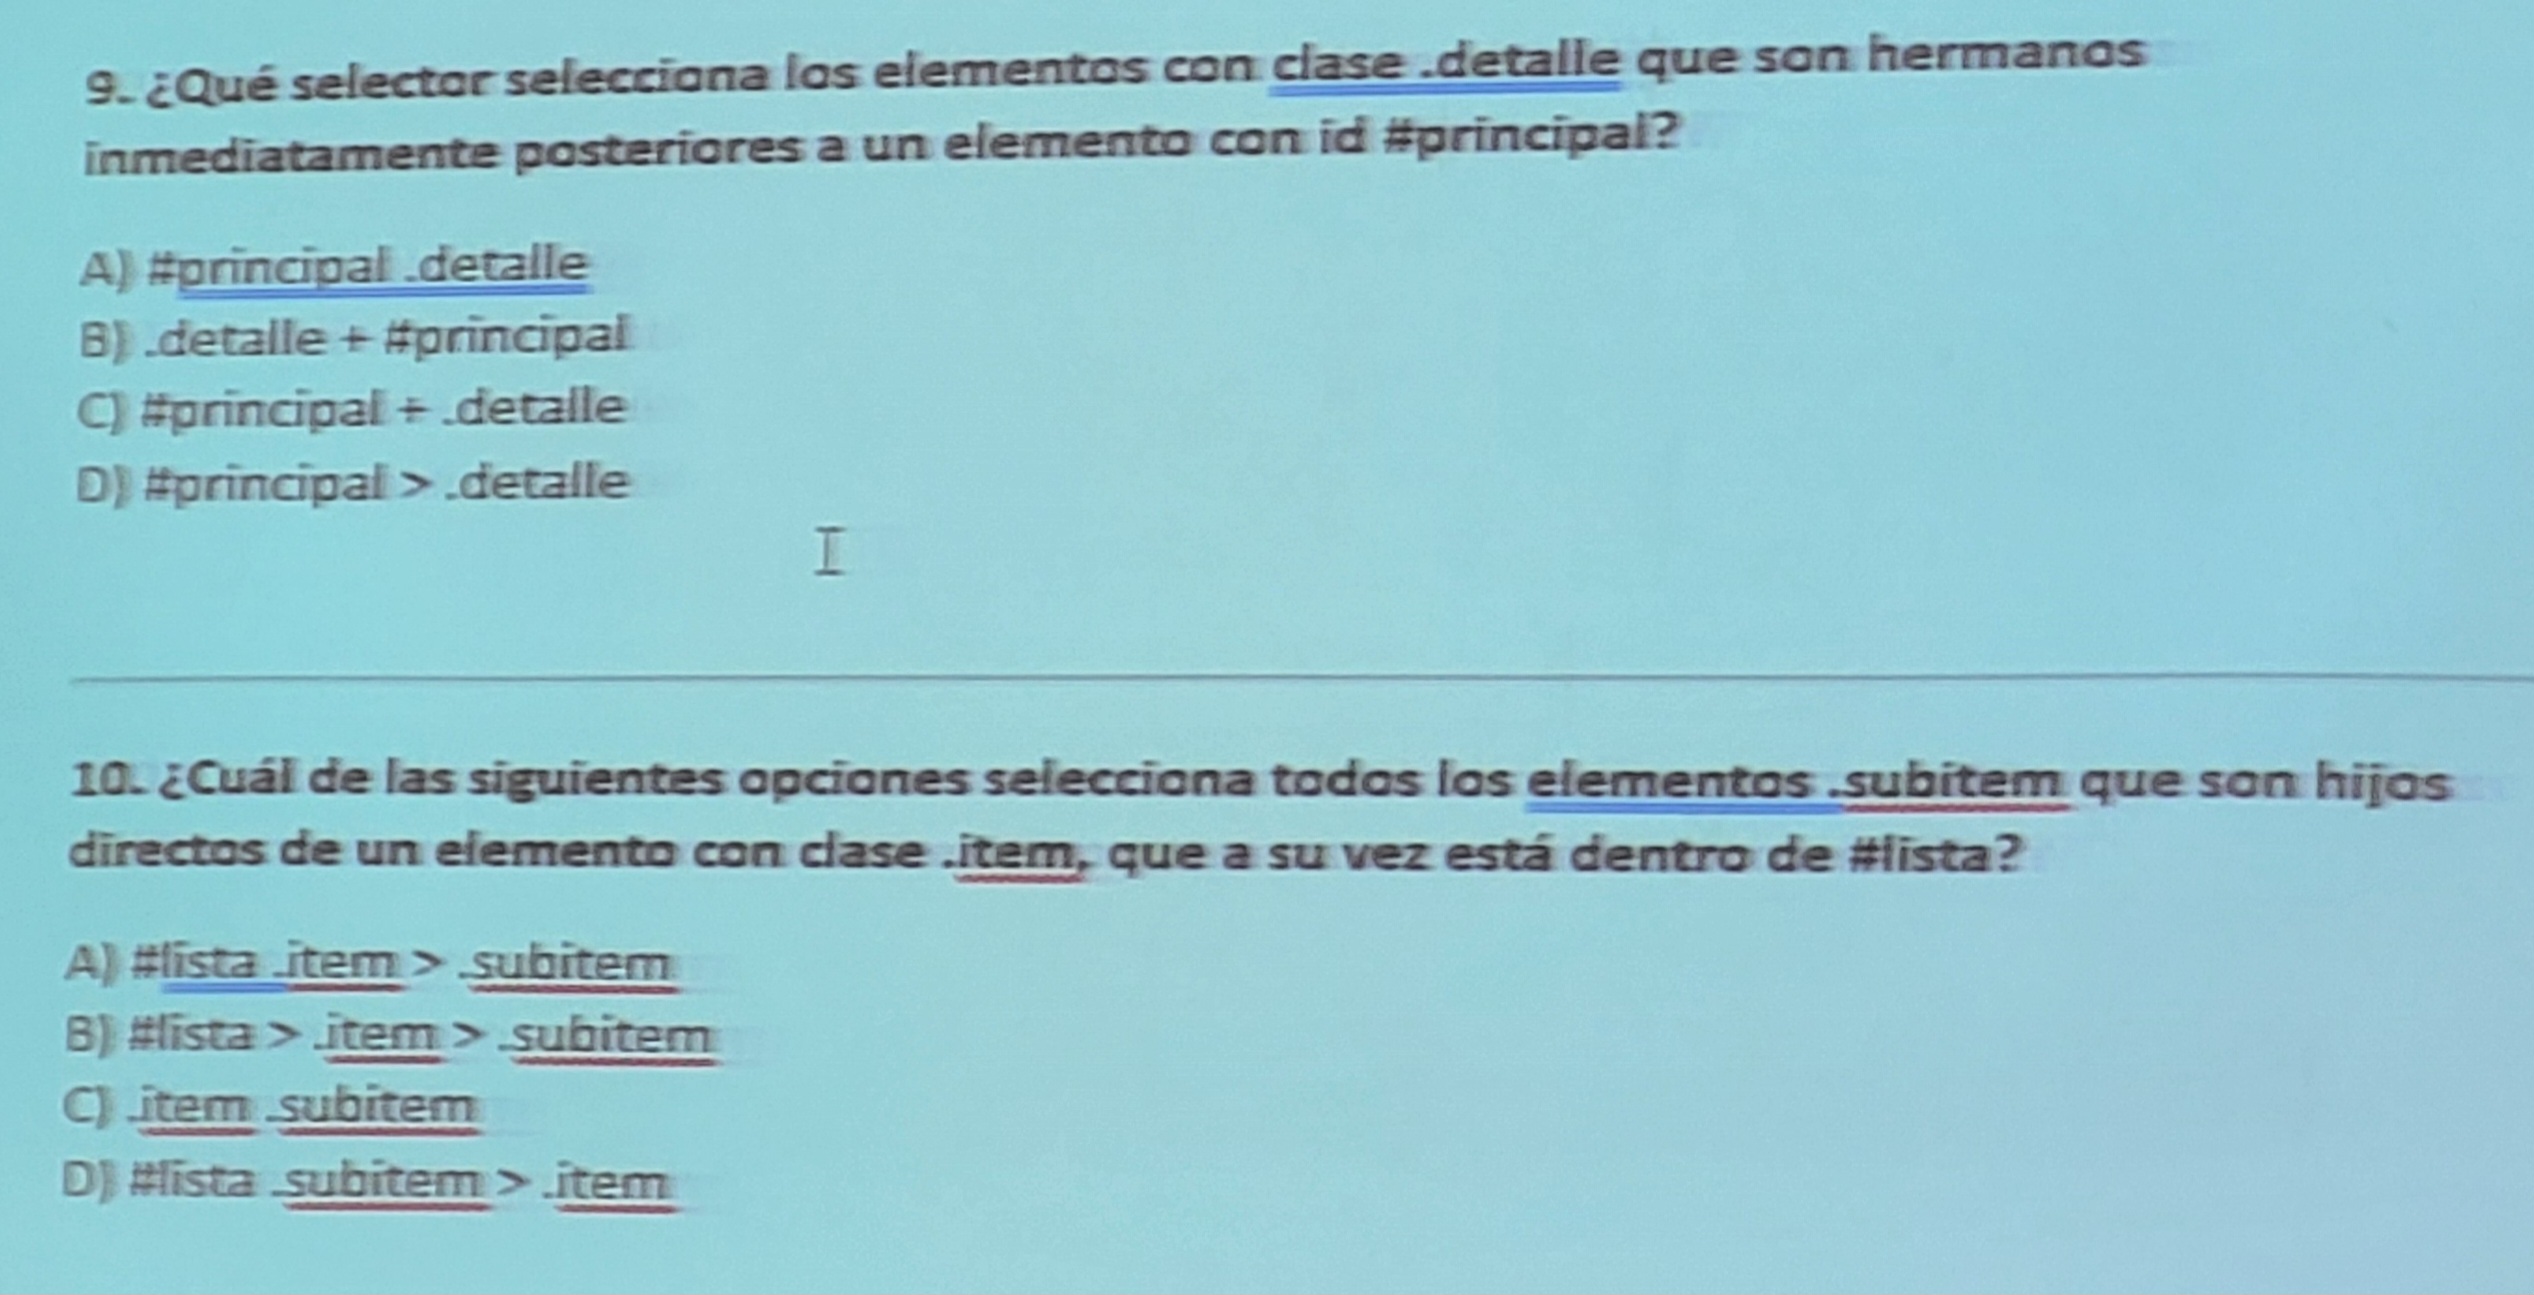 9. ¿Qué selector selecciona los elementos con clase .detalle que son hermanos
inmediatamente posteriores a un elemento con id #principal?
A) #principal .detalle
B) .detalle + #principal
C) #principal + .detalle
D) #principal > .detalle
10. ¿Cuál de las siguientes opciones selecciona todos los elementos .subitem que son hijos
directos de un elemento con clase .item, que a su vez está dentro de #lista?
A) #lista .item > .subitem
B) #lista > .item > .subitem
C) .item .subitem
D) #lista .subitem > .item